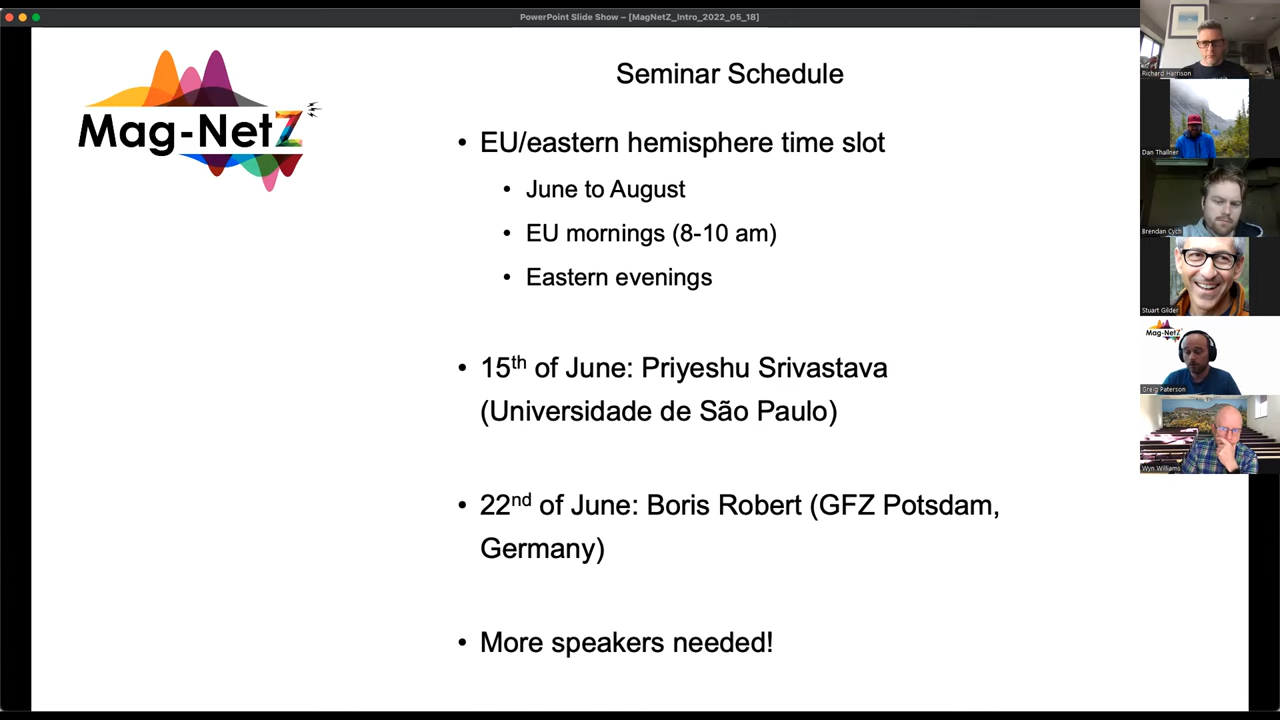 PowerPoint Slide Show – [MagNetZ_Intro_2022_05_18]
Mag-NetZ
Seminar Schedule
• EU/eastern hemisphere time slot
• June to August
• EU mornings (8-10 am)
• Eastern evenings
• 15th of June: Priyeshu Srivastava
(Universidade de São Paulo)
• 22nd of June: Boris Robert (GFZ Potsdam,
Germany)
• More speakers needed!
Richard Harrison
Dan Thallner
Brendan Cych
Stuart Gilder
Mag-NetZ
Greig Paterson
Wyn Williams